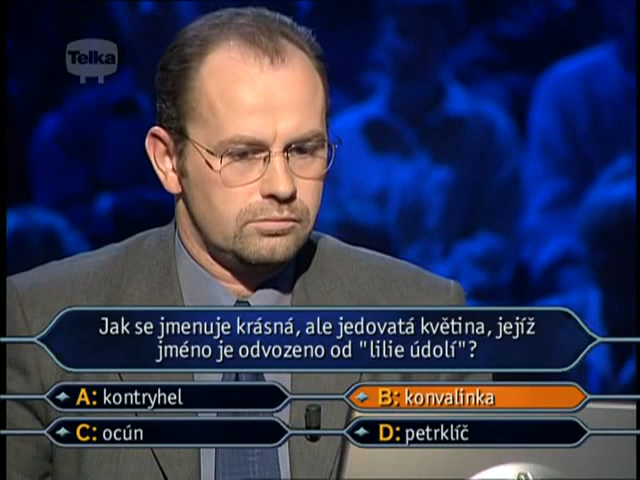 Telka
Jak se jmenuje krásná, ale jedovatá květina, jejíž
jméno je odvozeno od "lilie údolí"?
A: kontryhel
B: konvalinka
C: ocún
D: petrklíč